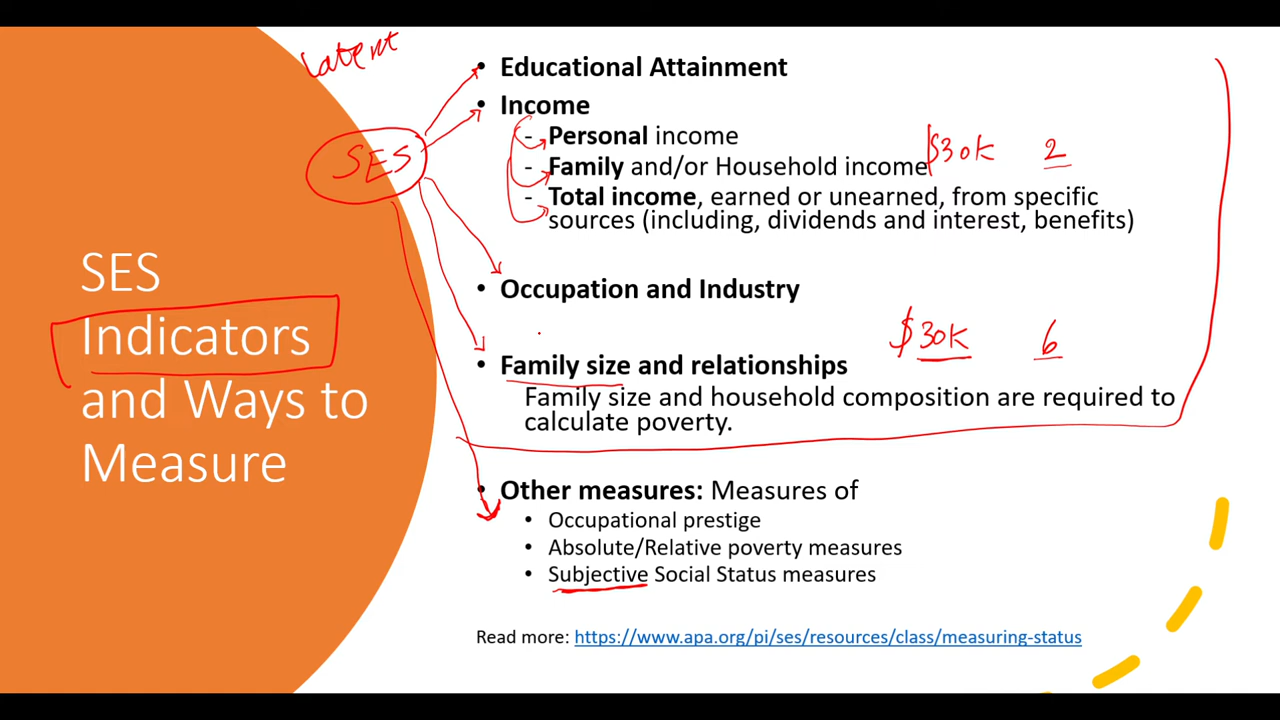 latent
SES
SES
Indicators
and Ways to
Measure
• Educational Attainment
• Income
- Personal income
- Family and/or Household income
$30K 2
- Total income, earned or unearned, from specific
sources (including, dividends and interest, benefits)
• Occupation and Industry
$30K 6
• Family size and relationships
Family size and household composition are required to
calculate poverty.
• Other measures: Measures of
• Occupational prestige
• Absolute/Relative poverty measures
• Subjective Social Status measures
Read more: https://www.apa.org/pi/ses/resources/class/measuring-status